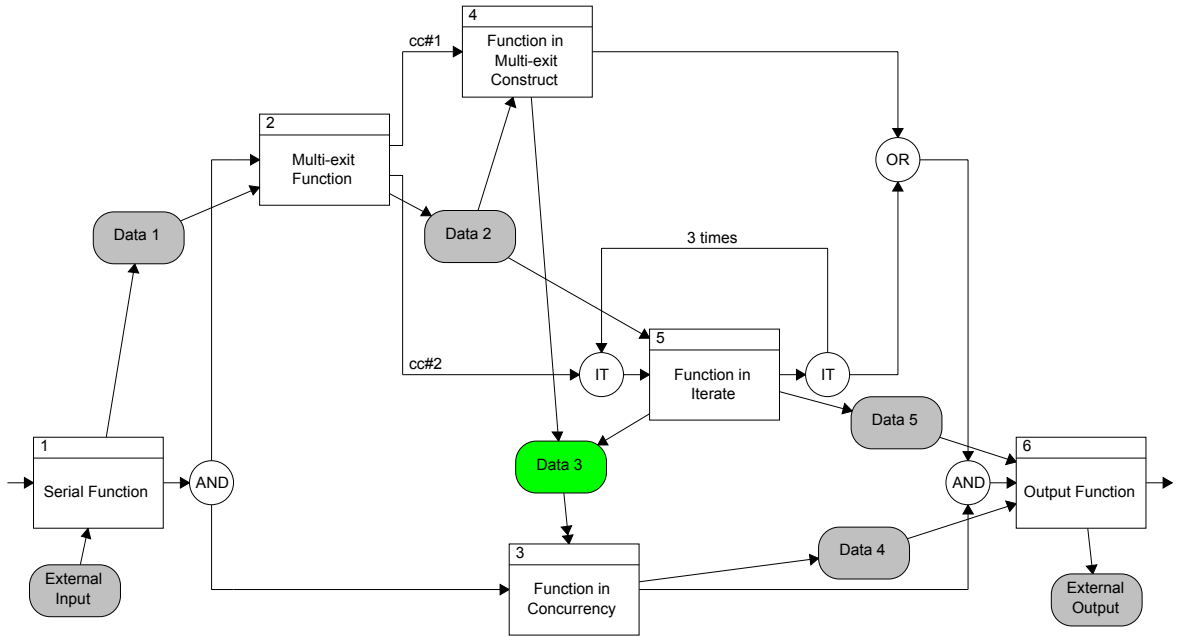 4
Function in
Multi-exit
Construct
cc#1
2
Multi-exit
Function
OR
Data 1
Data 2
3 times
5
Function in
Iterate
cc#2
IT
IT
Data 5
1
Serial Function
AND
Data 3
6
Output Function
AND
3
Function in
Concurrency
Data 4
External
Input
External
Output